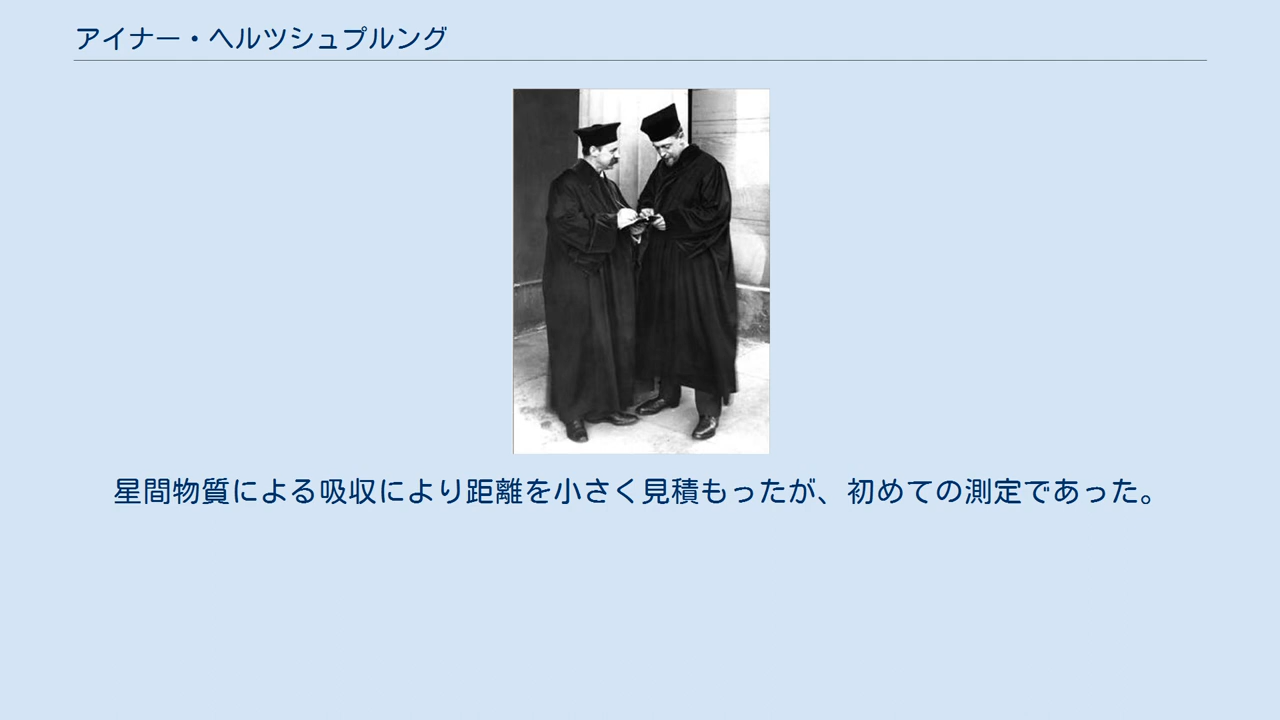 アイナー・ヘルツシュプルング
星間物質による吸収により距離を小さく見積もったが、初めての測定であった。